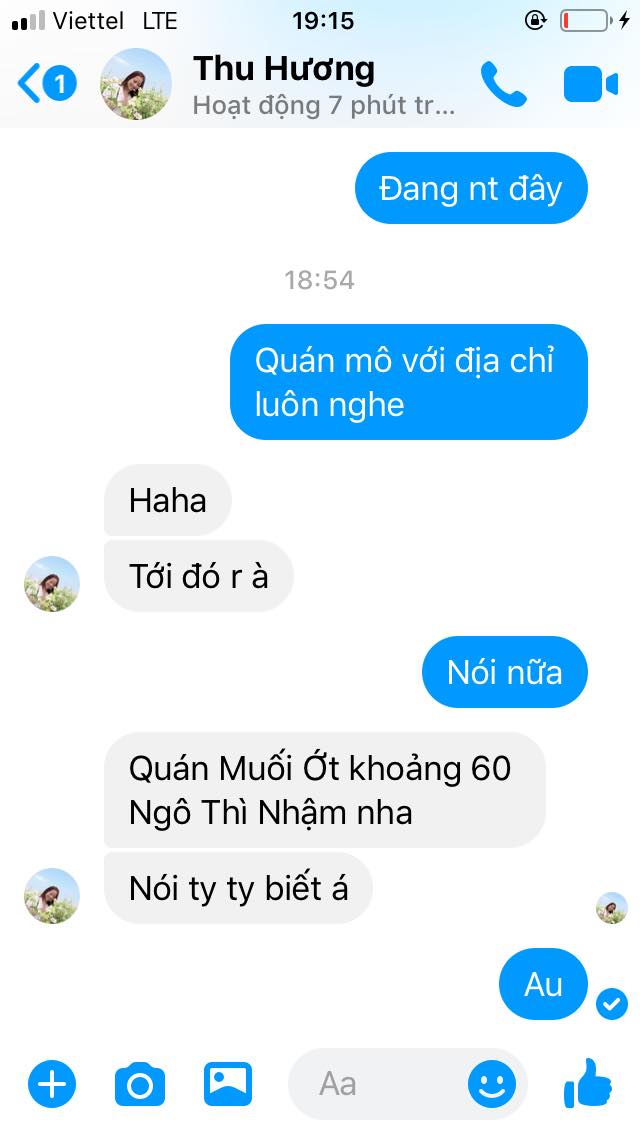 Viettel LTE 19:15
1 Thu Hương
Hoạt động 7 phút tr...
Đang nt đây
18:54
Quán mô với địa chỉ
luôn nghe
Haha
Tới đó r à
Nói nữa
Quán Muối Ớt khoảng 60
Ngô Thì Nhậm nha
Nói ty ty biết á
Au
Aa